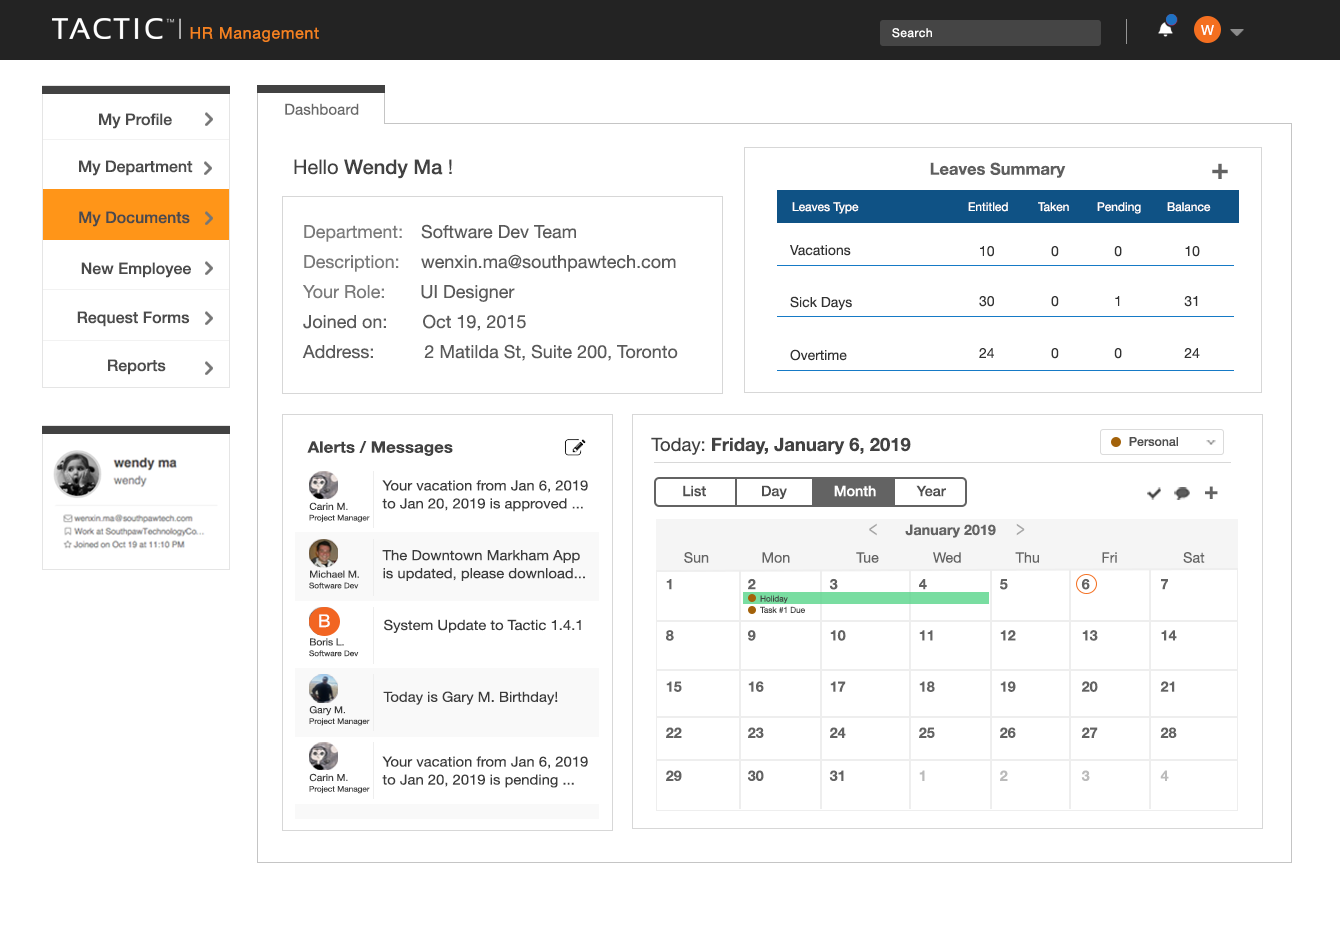 TACTIC™ | HR Management
Search
W
My Profile
My Department
My Documents
New Employee
Request Forms
Reports
wendy ma
wendy
wenxin.ma@southpawtech.com
Work at SouthpawTechnologyCo...
Joined on Oct 19 at 11:10 PM
Dashboard
Hello Wendy Ma !
Department: Software Dev Team
Description: wenxin.ma@southpawtech.com
Your Role: UI Designer
Joined on: Oct 19, 2015
Address: 2 Matilda St, Suite 200, Toronto
Leaves Summary
Leaves Type Entitled Taken Pending Balance
Vacations 10 0 0 10
Sick Days 30 0 1 31
Overtime 24 0 0 24
Alerts / Messages
Carin M.
Project Manager
Your vacation from Jan 6, 2019
to Jan 20, 2019 is approved ...
Michael M.
Software Dev
The Downtown Markham App
is updated, please download...
B
Boris L.
Software Dev
System Update to Tactic 1.4.1
Gary M.
Project Manager
Today is Gary M. Birthday!
Carin M.
Project Manager
Your vacation from Jan 6, 2019
to Jan 20, 2019 is pending ...
Today: Friday, January 6, 2019
Personal
List Day Month Year
< January 2019 >
Sun Mon Tue Wed Thu Fri Sat
1 2 3 4 5 6 7
Holiday
Task #1 Due
8 9 10 11 12 13 14
15 16 17 18 19 20 21
22 23 24 25 26 27 28
29 30 31 1 2 3 4